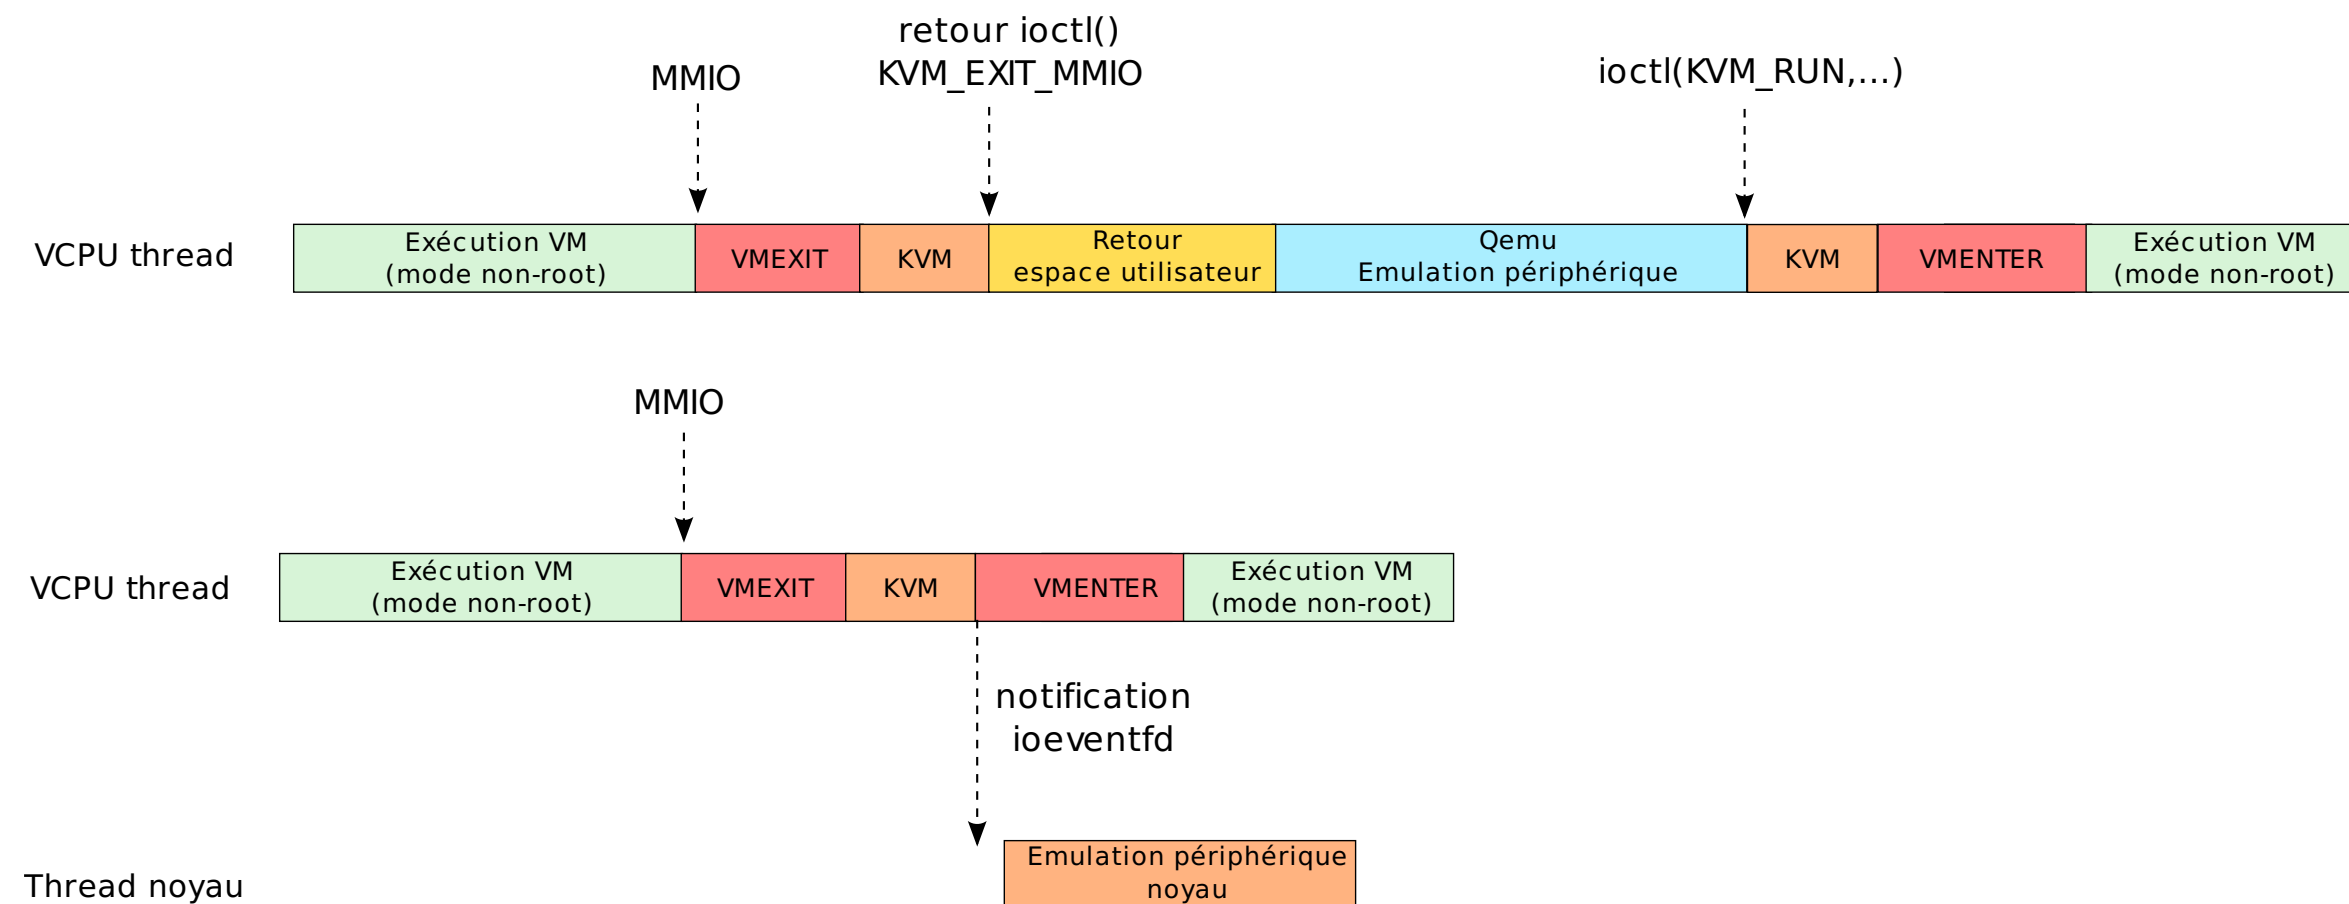 retour ioctl()
KVM_EXIT_MMIO
MMIO
ioctl(KVM_RUN,...)
VCPU thread
Exécution VM
(mode non-root)
VMEXIT
KVM
Retour
espace utilisateur
Qemu
Emulation périphérique
KVM
VMENTER
Exécution VM
(mode non-root)
MMIO
VCPU thread
Exécution VM
(mode non-root)
VMEXIT
KVM
VMENTER
Exécution VM
(mode non-root)
notification
ioeventfd
Thread noyau
Emulation périphérique
noyau